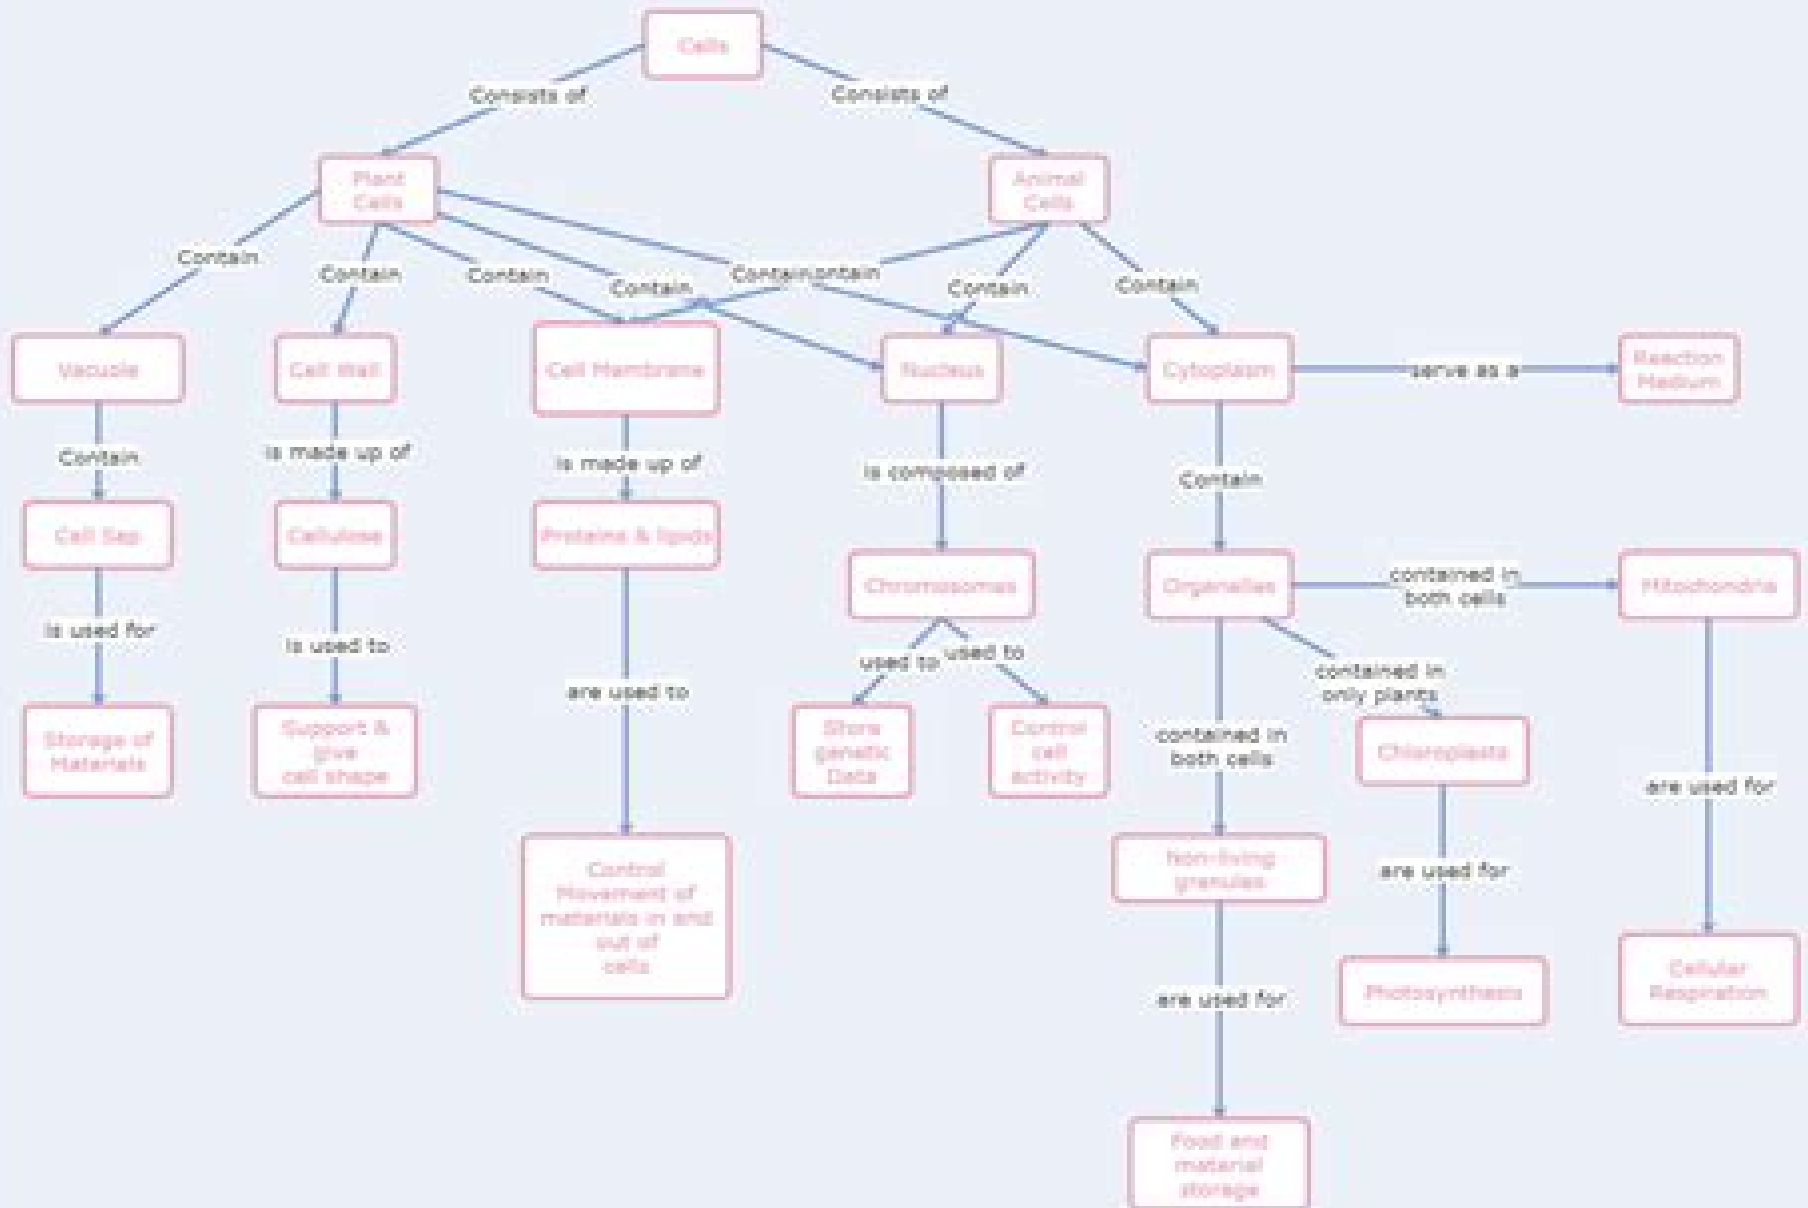 Cells
Consists of
Consists of
Plant
Cells
Animal
Cells
Contain
Contain
Contain
Contain
Contain
ontain
Contain
Contain
Vacuole
Cell Wall
Cell Membrane
Nucleus
Cytoplasm
serve as a
Reaction
Medium
Contain
is made up of
is made up of
is composed of
Contain
Cell Sap
Cellulose
Proteins & lipids
Chromosomes
Organelles
contained in
both cells
Mitochondria
is used for
is used to
are used to
used to
used to
contained in
only plants
contained in
both cells
Storage of
Materials
Support &
give
cell shape
Store
genetic
Data
Control
cell
activity
Chloroplasts
are used for
Control
Movement of
materials in and
out of
cells
Non-living
granules
are used for
Photosynthesis
Cellular
Respiration
are used for
Food and
material
storage